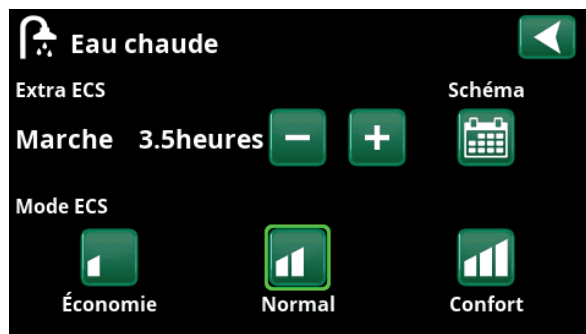 Eau chaude
Extra ECS
Schéma
Marche 3.5heures
Mode ECS
Économie
Normal
Confort